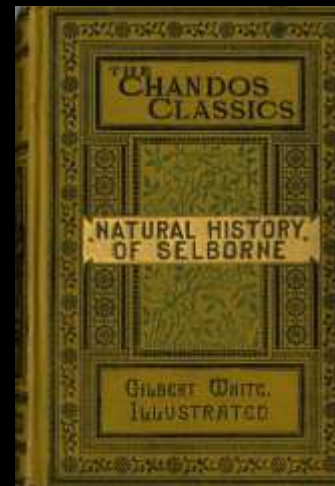 THE
CHANDOS
CLASSICS
NATURAL HISTORY
OF SELBORNE
GILBERT WHITE.
ILLUSTRATED